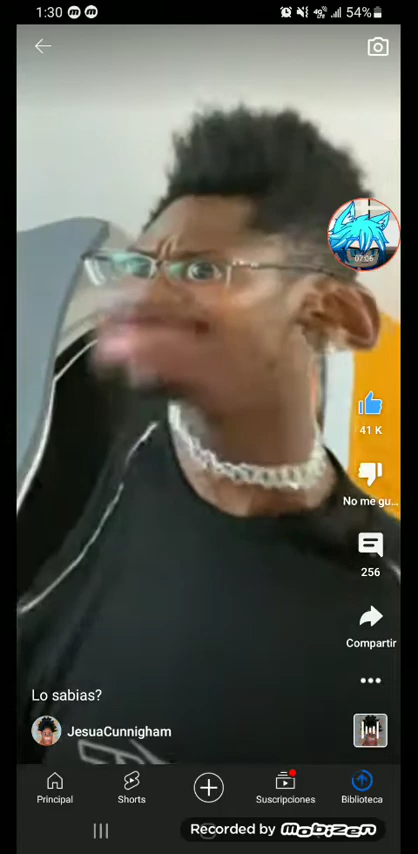 1:30
4G
54%
07:06
41 K
No me gu...
256
Compartir
Lo sabias?
JesuaCunnigham
Principal
Shorts
Suscripciones
Biblioteca
Recorded by mobizen